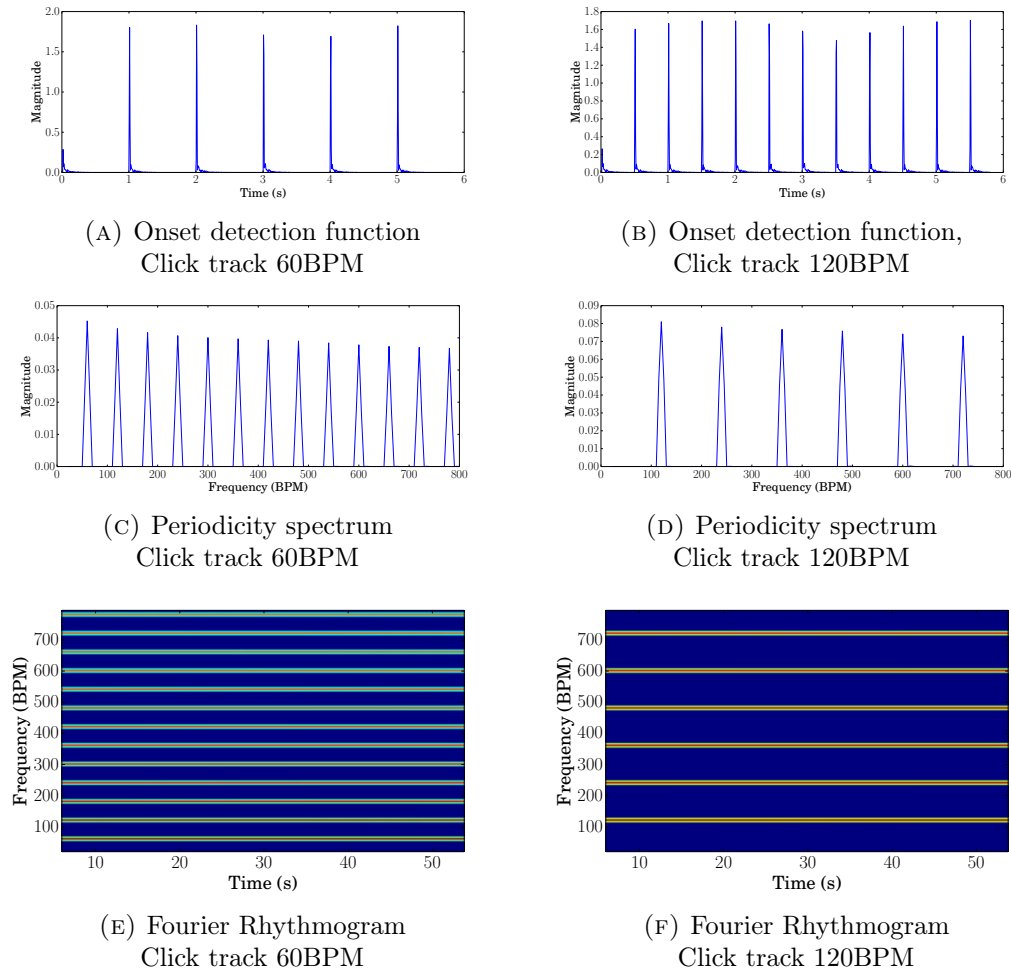 2.0
1.5
1.0
0.5
0.0
Magnitude
0 1 2 3 4 5 6
Time (s)
(A) Onset detection function
Click track 60BPM
1.8
1.6
1.4
1.2
1.0
0.8
0.6
0.4
0.2
0.0
Magnitude
0 1 2 3 4 5 6
Time (s)
(B) Onset detection function,
Click track 120BPM
0.05
0.04
0.03
0.02
0.01
0.00
Magnitude
0 100 200 300 400 500 600 700 800
Frequency (BPM)
(C) Periodicity spectrum
Click track 60BPM
0.09
0.08
0.07
0.06
0.05
0.04
0.03
0.02
0.01
0.00
Magnitude
0 100 200 300 400 500 600 700 800
Frequency (BPM)
(D) Periodicity spectrum
Click track 120BPM
700
600
500
400
300
200
100
Frequency (BPM)
10 20 30 40 50
Time (s)
(E) Fourier Rhythmogram
Click track 60BPM
700
600
500
400
300
200
100
Frequency (BPM)
10 20 30 40 50
Time (s)
(F) Fourier Rhythmogram
Click track 120BPM